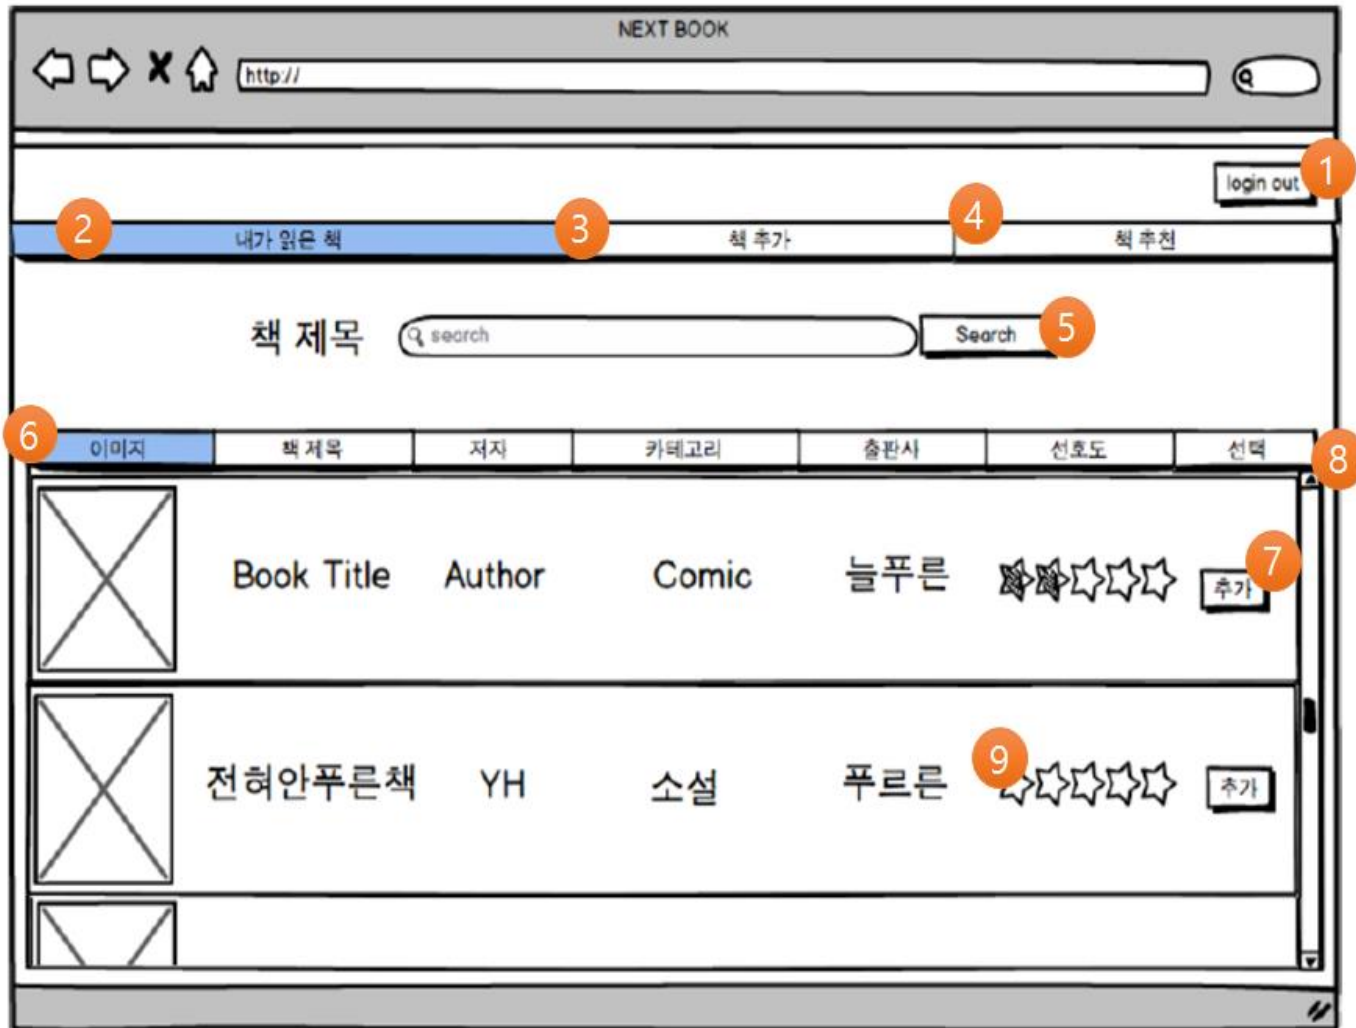 NEXT BOOK
http://
login out 1
2 내가 읽은 책 3 책 추가 4 책 추천
책 제목 search Search 5
6 이미지 책 제목 저자 카테고리 출판사 선호도 선택 8
Book Title Author Comic 늘푸른 추가 7
전혀안푸른책 YH 소설 푸르른 9 추가